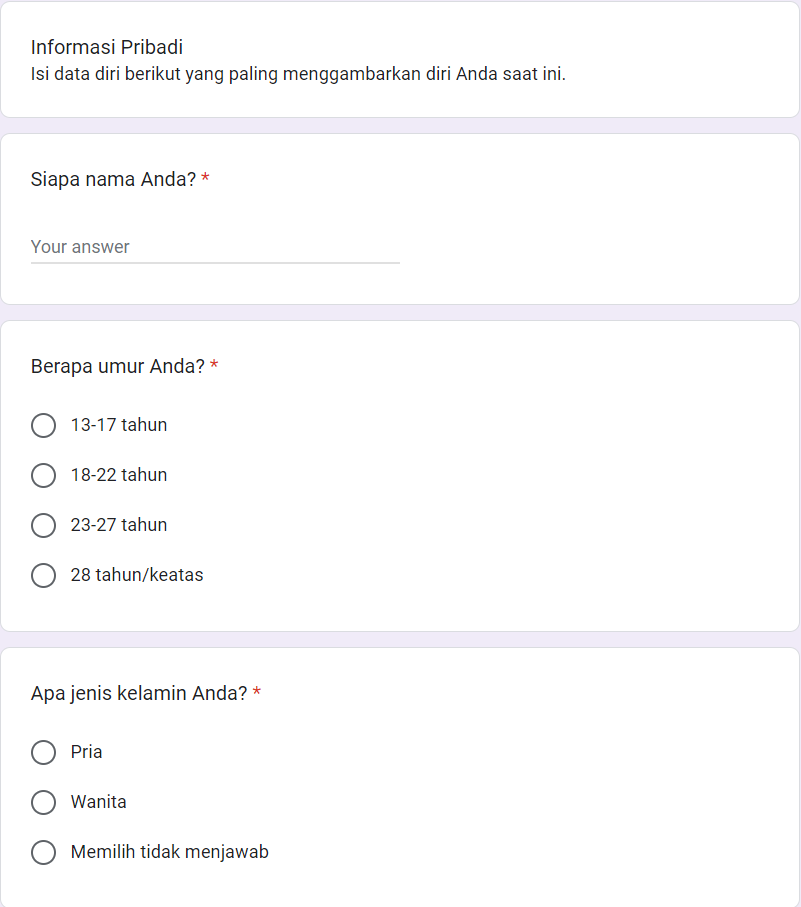 Informasi Pribadi
Isi data diri berikut yang paling menggambarkan diri Anda saat ini.
Siapa nama Anda? *
Your answer
Berapa umur Anda? *
13-17 tahun
18-22 tahun
23-27 tahun
28 tahun/keatas
Apa jenis kelamin Anda? *
Pria
Wanita
Memilih tidak menjawab